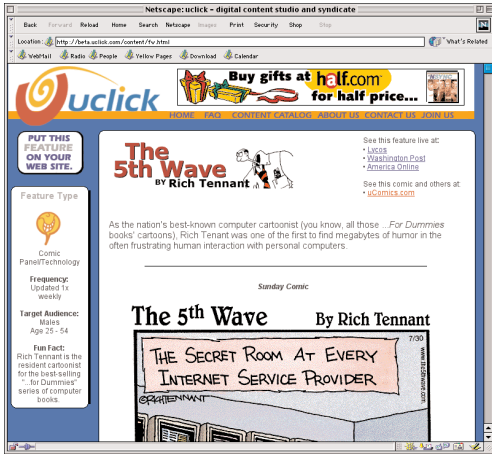 Netscape:uclick - digital content studio and syndicate
Back Forward Reload Home Search Netscape Images Print Security Shop Stop
Location: http://beta.uclick.com/content/fw.html What's Related
WebMail Radio People Yellow Pages Download Calendar
uclick
Buy gifts at half.com
for half price...
HOME FAQ CONTENT CATALOG ABOUT US CONTACT US JOIN US
PUT THIS
FEATURE
ON YOUR
WEB SITE.
Feature Type
Comic
Panel/Technology
Frequency:
Updated 1x
weekly
Target Audience:
Males
Age 25 - 54
Fun Fact:
Rich Tennant is the
resident cartoonist
for the best-selling
"...for Dummies"
series of computer
books.
The
5th Wave
BY Rich Tennant
See this feature live at:
• Lycos
• Washington Post
• America Online
See this comic and others at:
• uComics.com
As the nation's best-known computer cartoonist (you know, all those ...For Dummies
books' cartoons), Rich Tenant was one of the first to find megabytes of humor in the
often frustrating human interaction with personal computers.
Sunday Comic
The 5th Wave By Rich Tennant
7/30
THE SECRET ROOM AT EVERY
INTERNET SERVICE PROVIDER
©RICHTENNANT
www.the5thwave.com